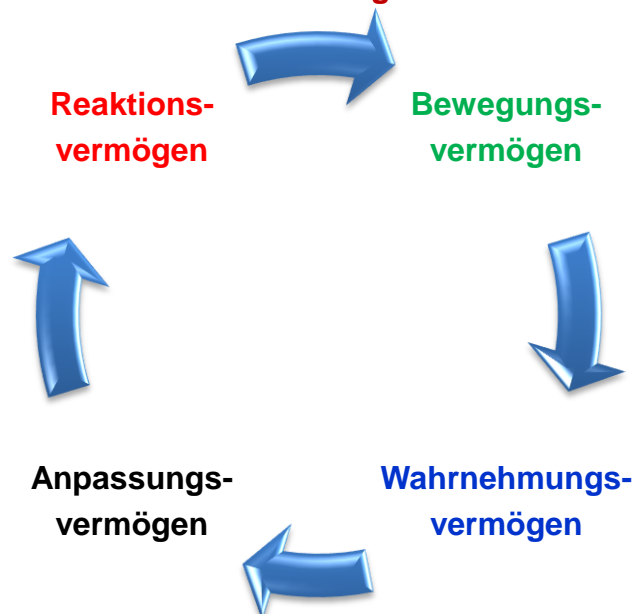 Reaktions-
vermögen
Bewegungs-
vermögen
Anpassungs-
vermögen
Wahrnehmungs-
vermögen